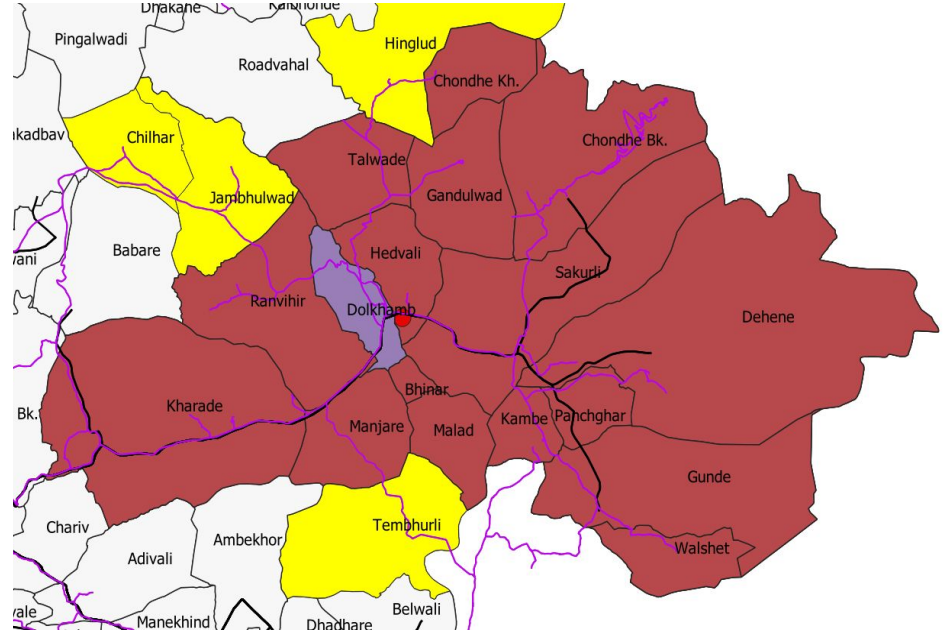 Dhakane
Kalbhonde
Pingalwadi
Hinglud
Roadvahal
Chondhe Kh.
Chilhar
Chondhe Bk.
Talwade
Gandulwad
Jambhulwad
Babare
Hedvali
Sakurli
Ranvihir
Dolkhamb
Dehene
Bhinar
Kharade
Bk.
Manjare
Malad
Kambe
Panchghar
Gunde
Chariv
Tembhurli
Ambekhor
Adivali
Walshet
Belwali
Manekhind
Dhadhare